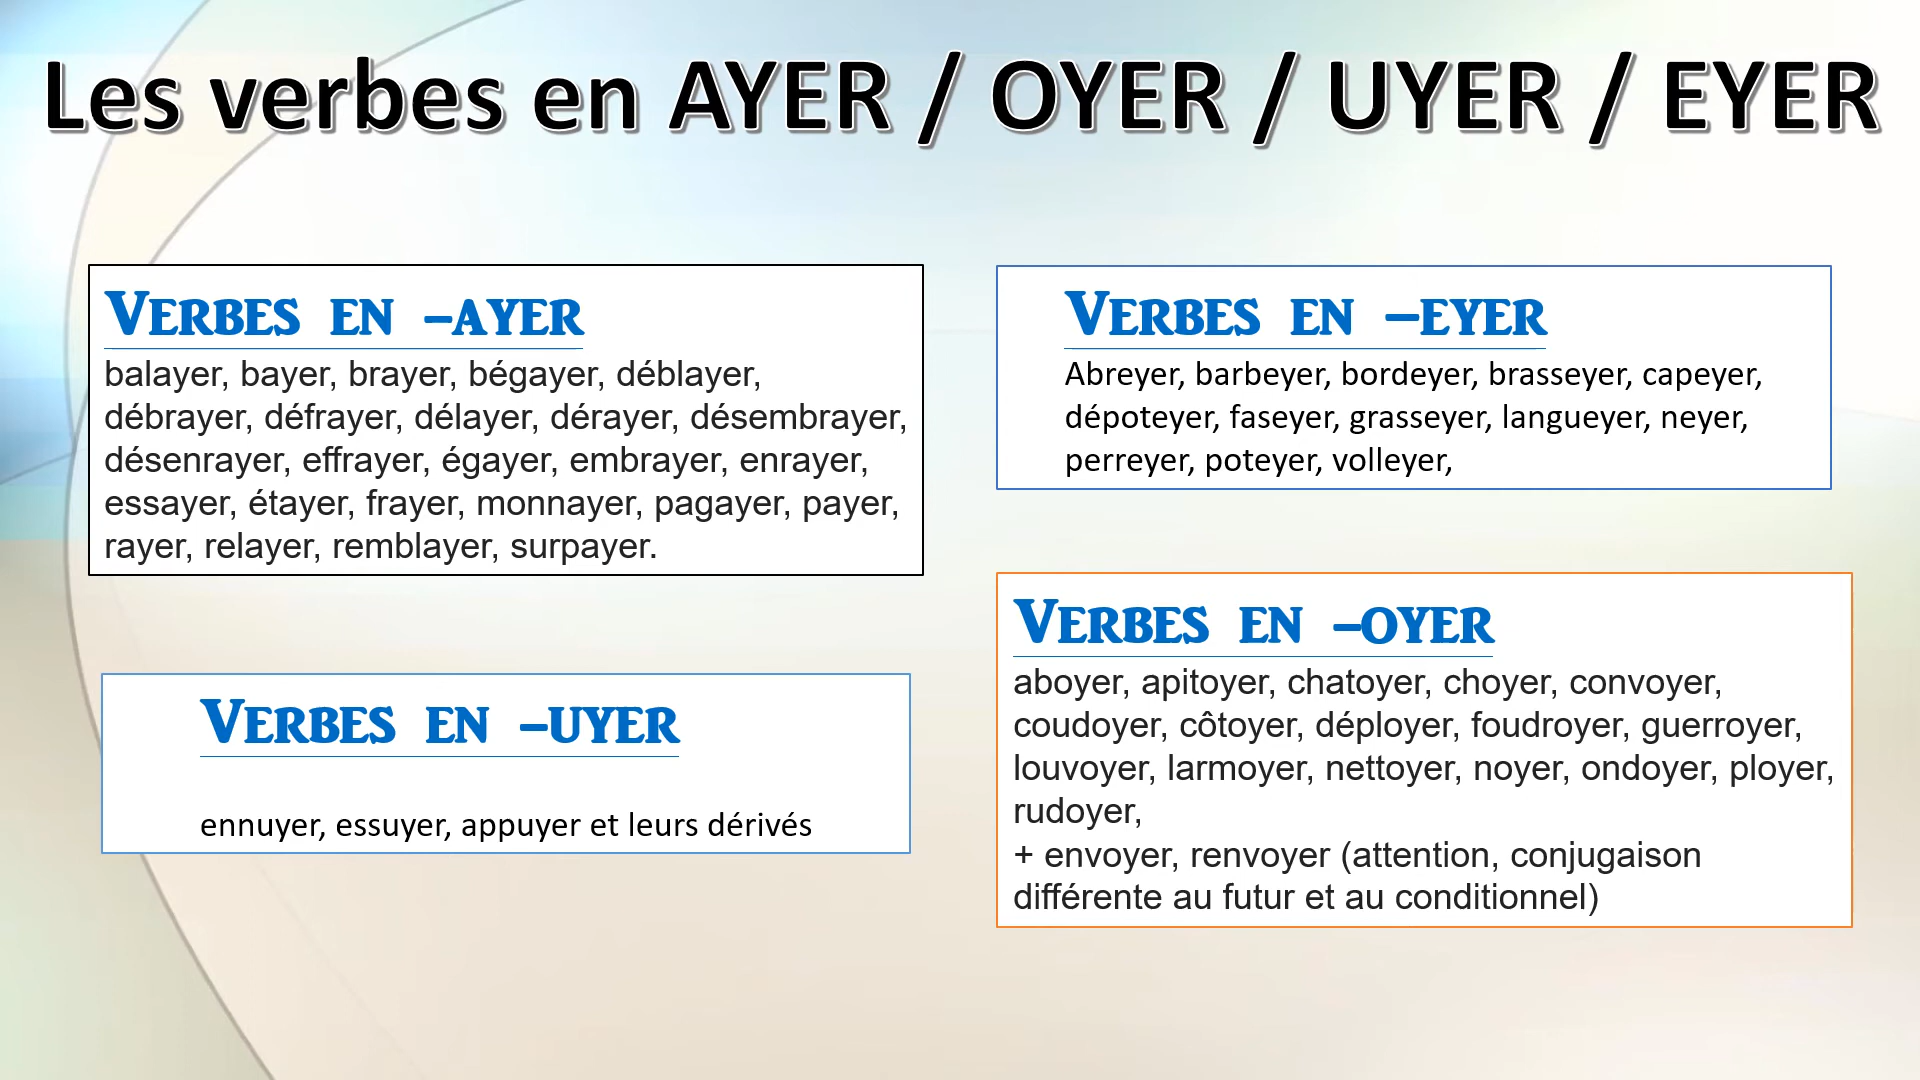 Les verbes en AYER / OYER / UYER / EYER
Verbes en –ayer
balayer, bayer, brayer, bégayer, déblayer,
débrayer, défrayer, délayer, dérayer, désembrayer,
désenrayer, effrayer, égayer, embrayer, enrayer,
essayer, étayer, frayer, monnayer, pagayer, payer,
rayer, relayer, remblayer, surpayer.
Verbes en –eyer
Abreyer, barbeyer, bordeyer, brasseyer, capeyer,
dépoteyer, faseyer, grasseyer, langueyer, neyer,
perreyer, poteyer, volleyer,
Verbes en –uyer
ennuyer, essuyer, appuyer et leurs dérivés
Verbes en –oyer
aboyer, apitoyer, chatoyer, choyer, convoyer,
coudoyer, côtoyer, déployer, foudroyer, guerroyer,
louvoyer, larmoyer, nettoyer, noyer, ondoyer, ployer,
rudoyer,
+ envoyer, renvoyer (attention, conjugaison
différente au futur et au conditionnel)